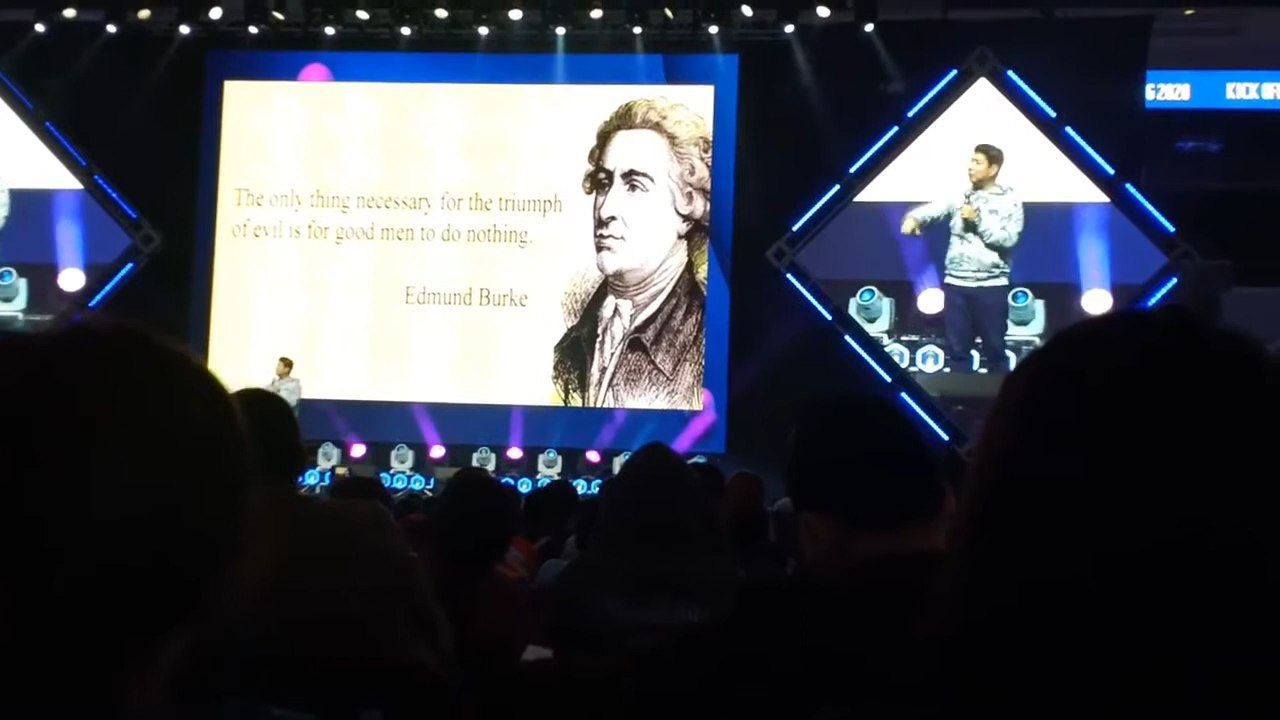 The only thing necessary for the triumph
of evil is for good men to do nothing.
Edmund Burke
2020 KICK